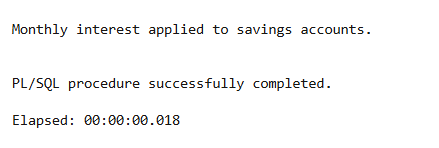 Monthly interest applied to savings accounts.
PL/SQL procedure successfully completed.
Elapsed: 00:00:00.018